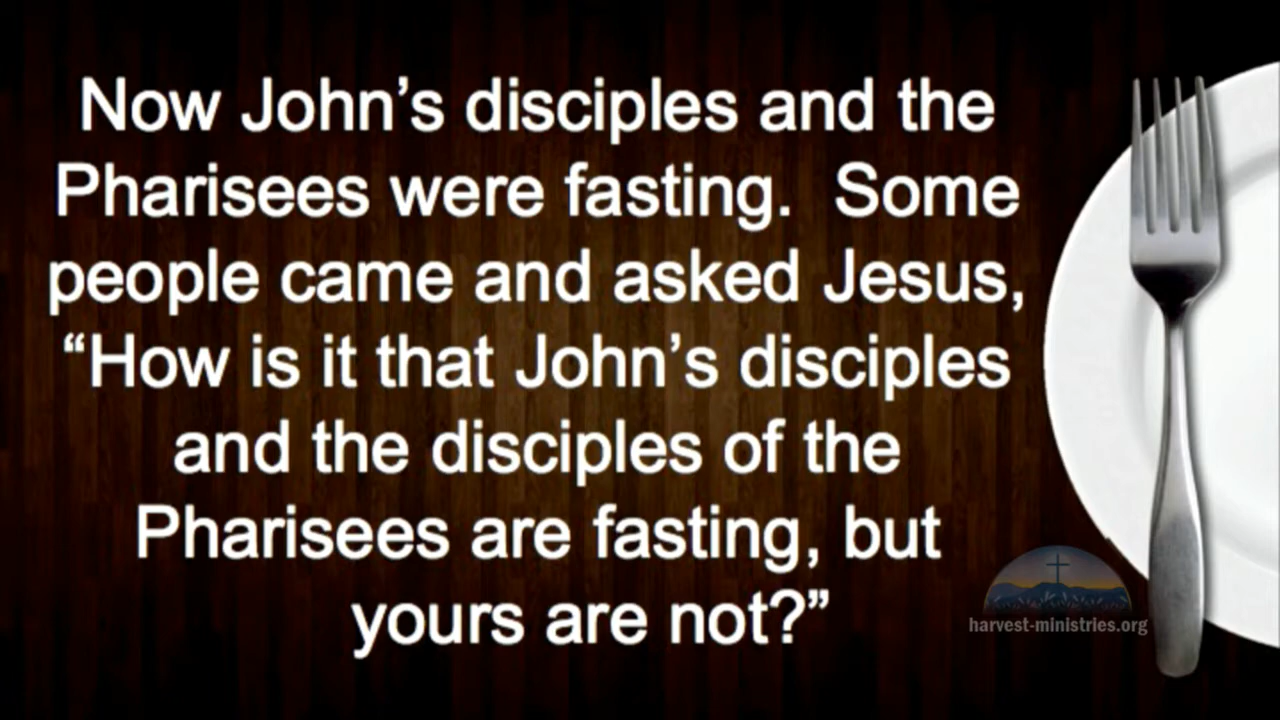 Now John’s disciples and the
Pharisees were fasting.  Some
people came and asked Jesus,
“How is it that John’s disciples
and the disciples of the
Pharisees are fasting, but
yours are not?”
harvest-ministries.org